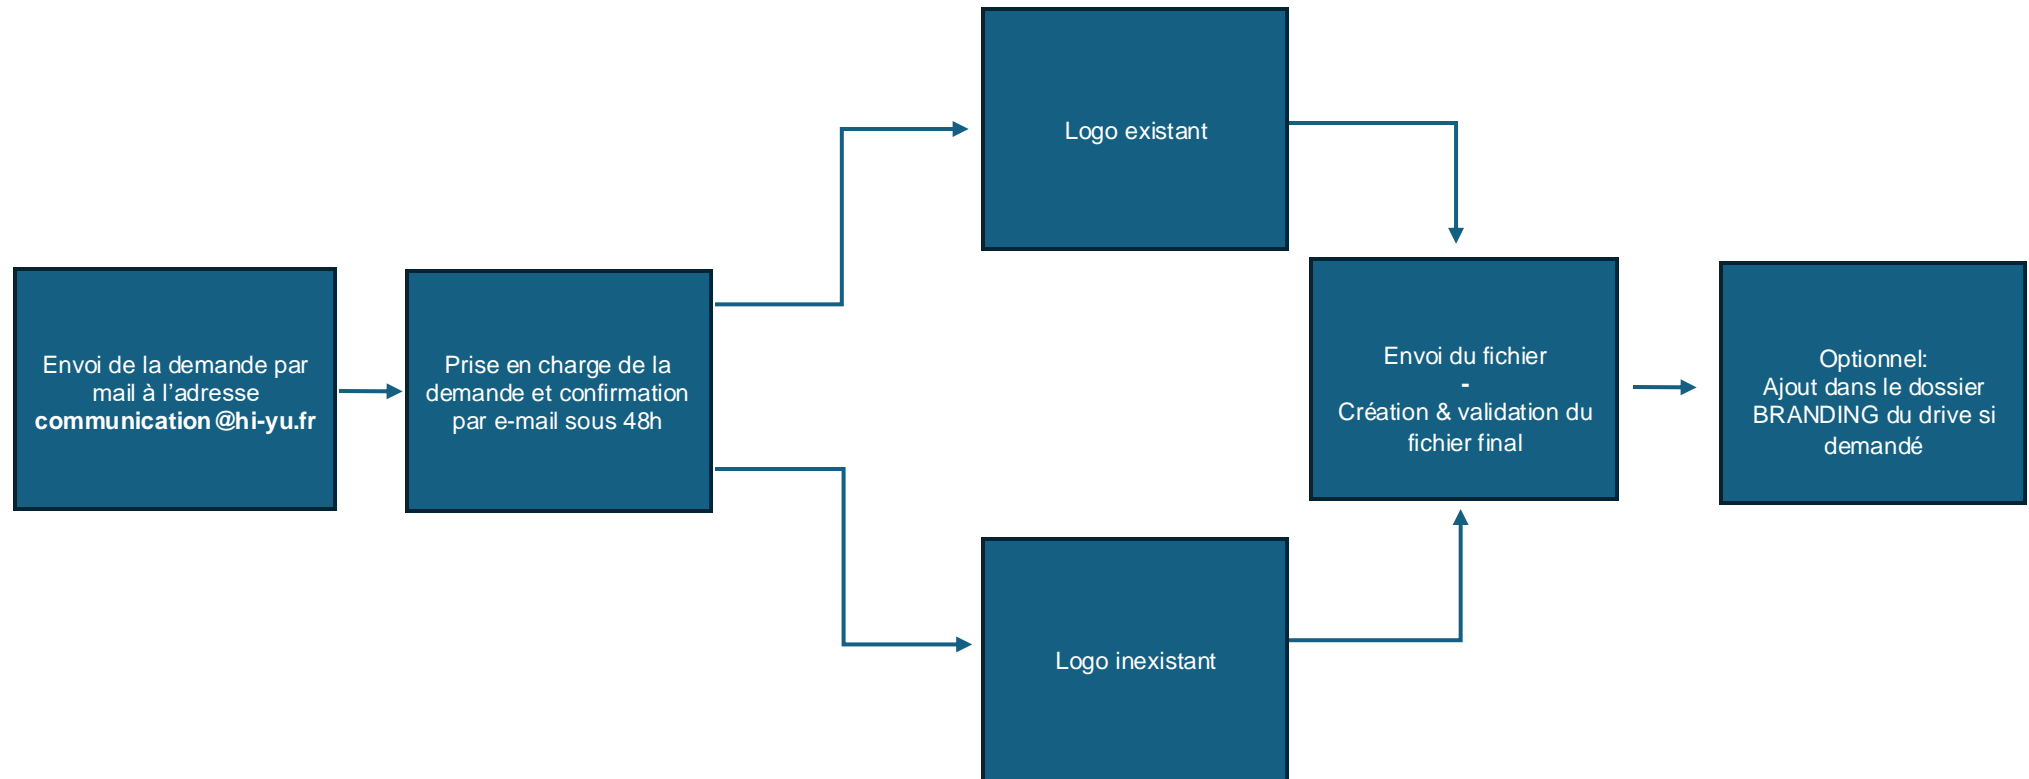 Envoi de la demande par
mail à l’adresse
communication@hi-yu.fr
Prise en charge de la
demande et confirmation
par e-mail sous 48h
Logo existant
Logo inexistant
Envoi du fichier
-
Création & validation du
fichier final
Optionnel:
Ajout dans le dossier
BRANDING du drive si
demandé